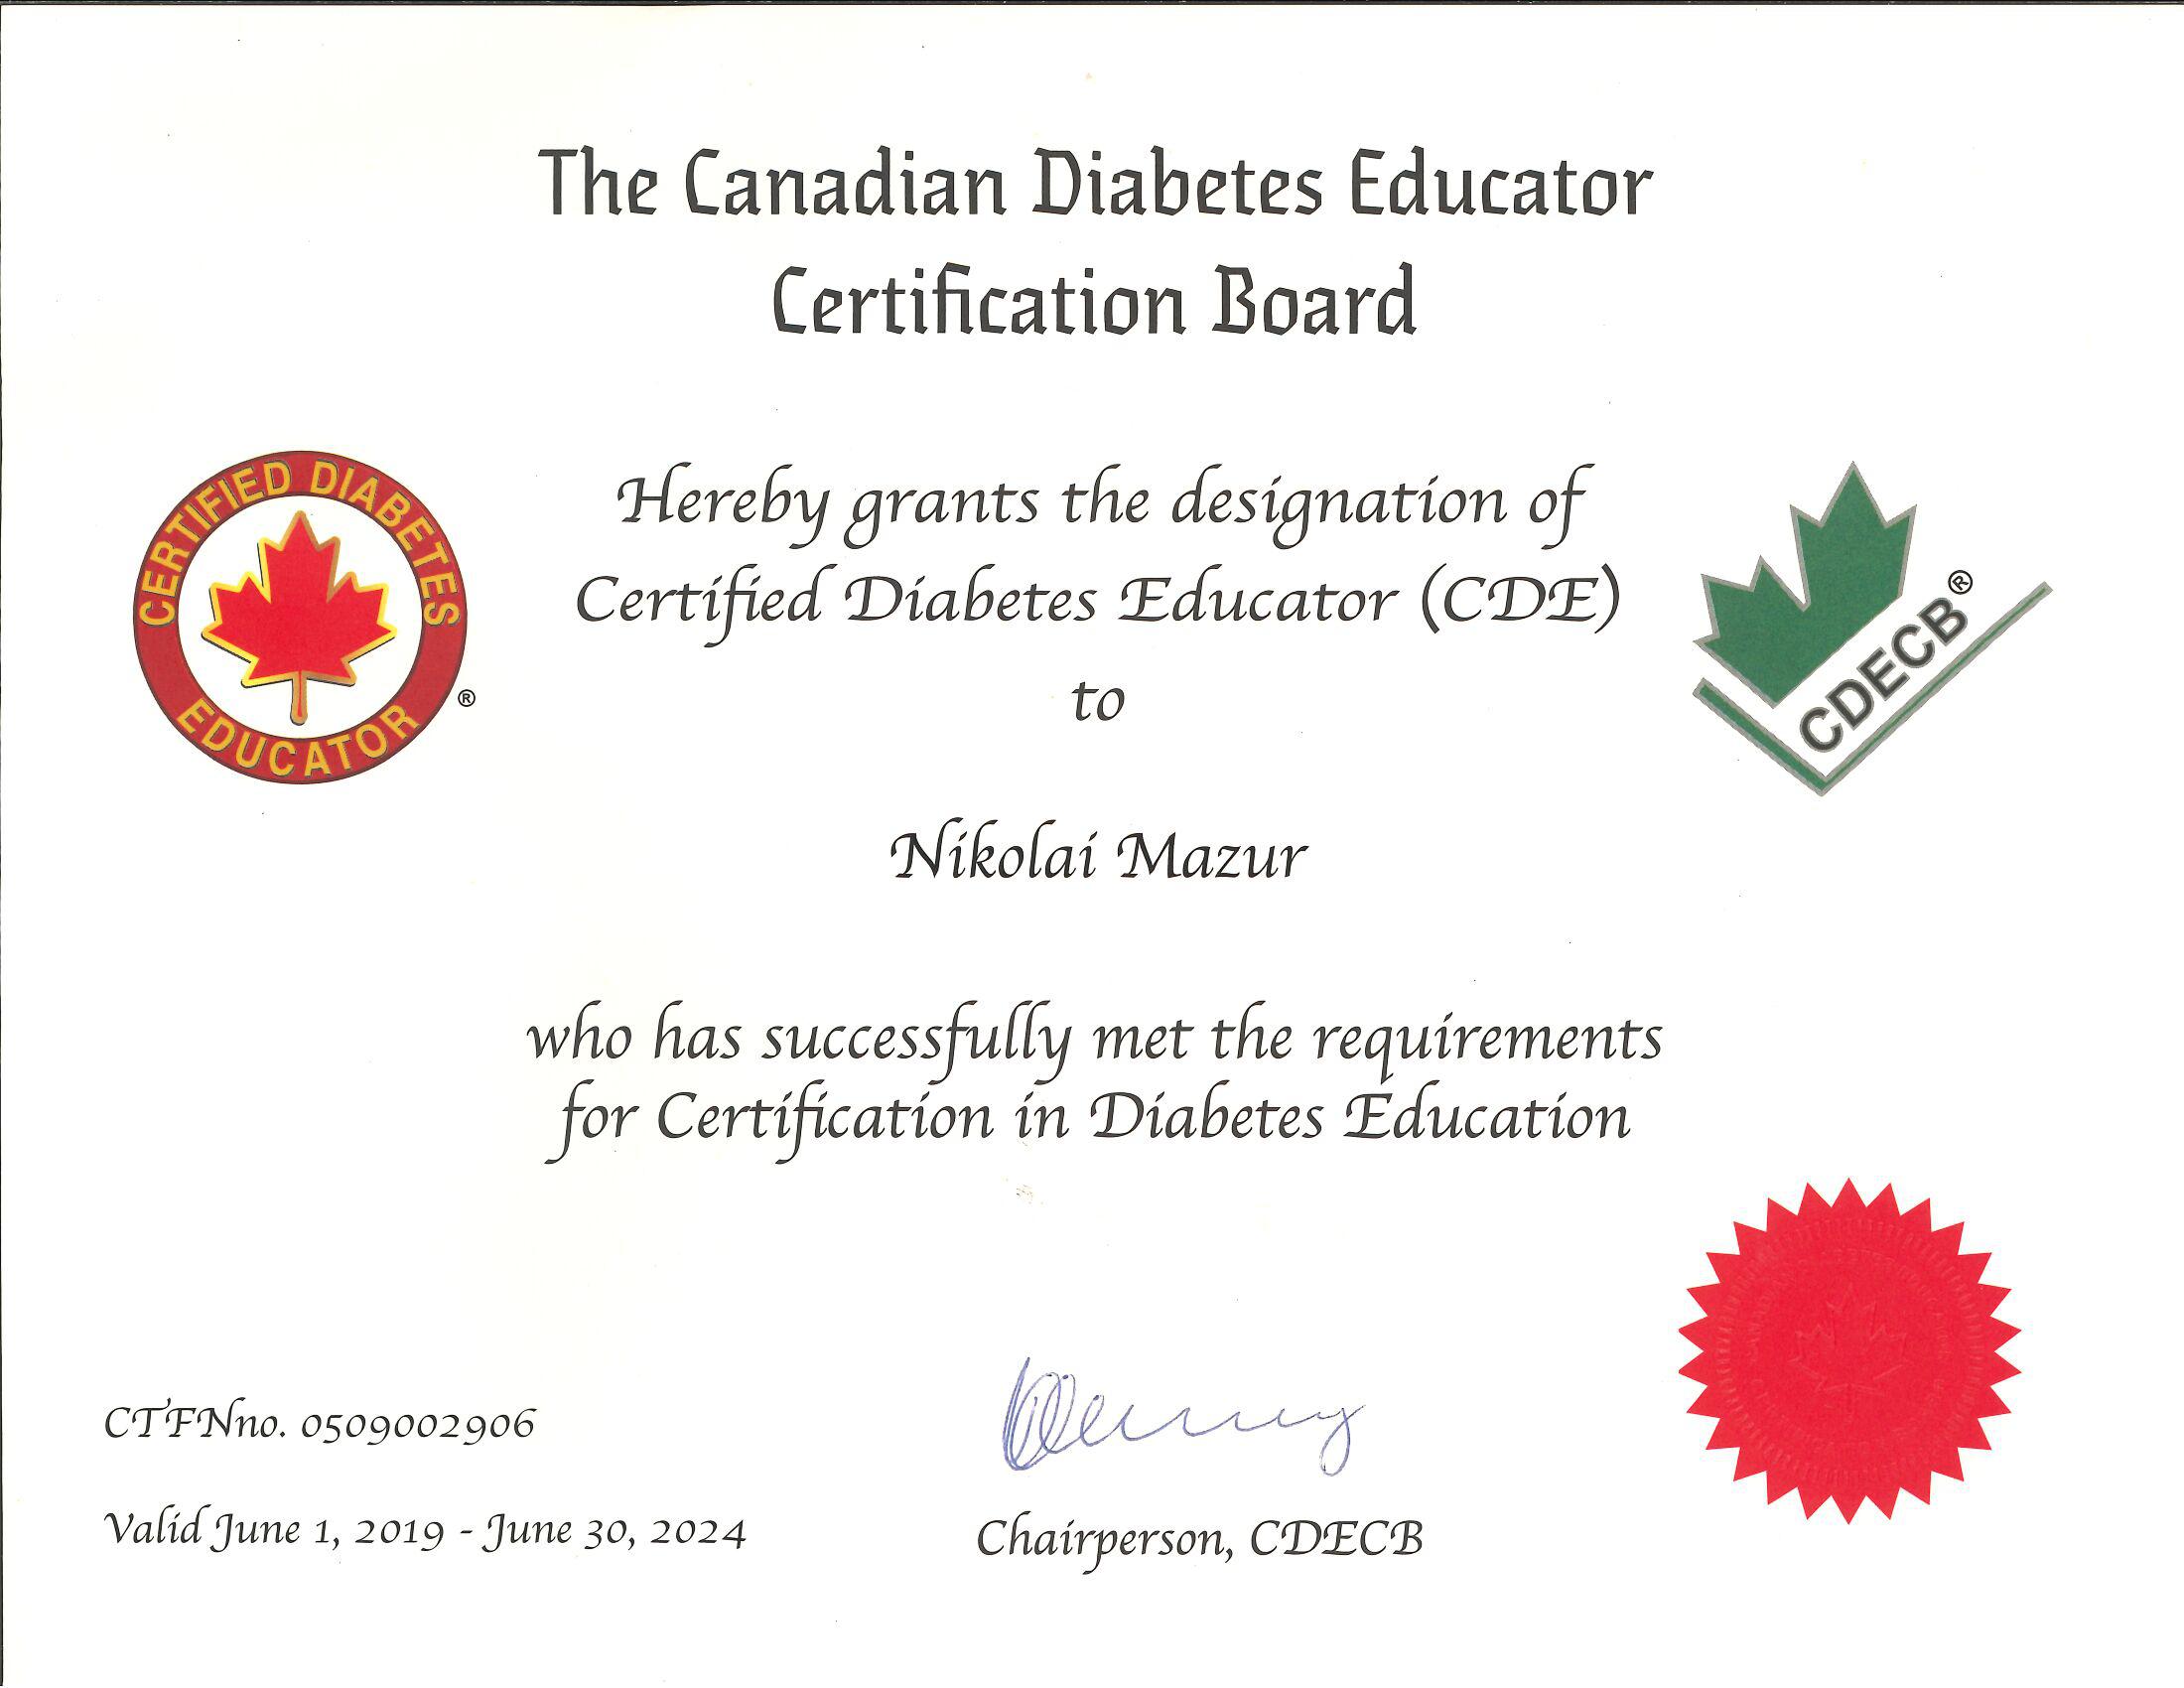 The Canadian Diabetes Educator
Certification Board
CERTIFIED DIABETES
EDUCATOR
®
Hereby grants the designation of
Certified Diabetes Educator (CDE)
to
CDECB®
Nikolai Mazur
who has successfully met the requirements
for Certification in Diabetes Education
CTFNno. 0509002906
Valid June 1, 2019 - June 30, 2024
Chairperson, CDECB